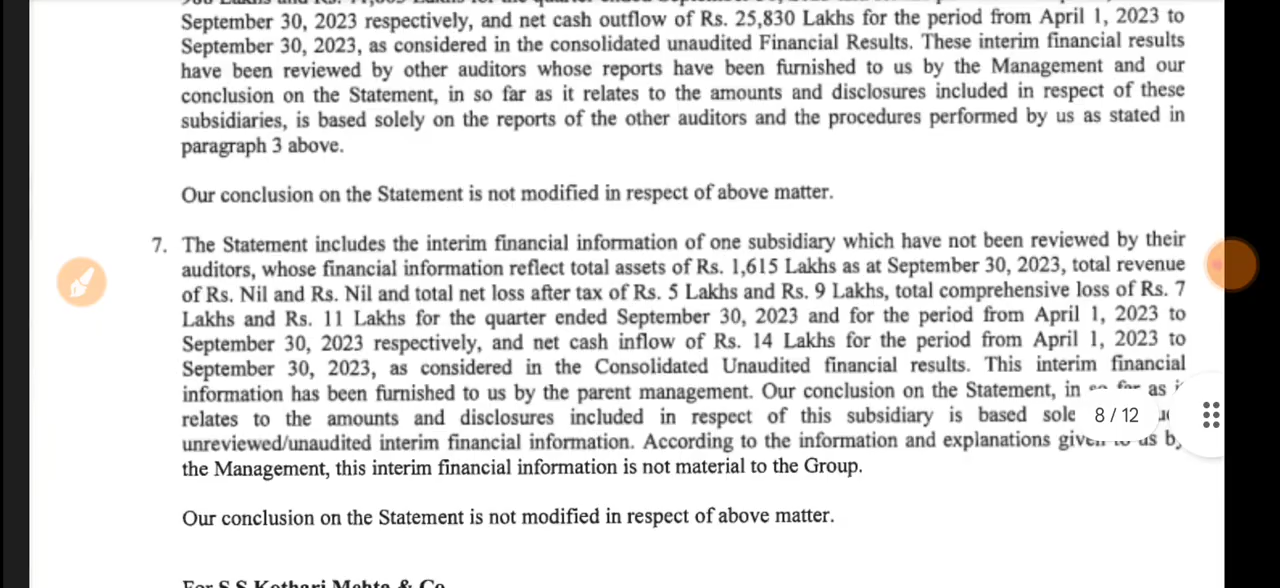 September 30, 2023 respectively, and net cash outflow of Rs. 25,830 Lakhs for the period from April 1, 2023 to
September 30, 2023, as considered in the consolidated unaudited Financial Results. These interim financial results
have been reviewed by other auditors whose reports have been furnished to us by the Management and our
conclusion on the Statement, in so far as it relates to the amounts and disclosures included in respect of these
subsidiaries, is based solely on the reports of the other auditors and the procedures performed by us as stated in
paragraph 3 above.
Our conclusion on the Statement is not modified in respect of above matter.
7. The Statement includes the interim financial information of one subsidiary which have not been reviewed by their
auditors, whose financial information reflect total assets of Rs. 1,615 Lakhs as at September 30, 2023, total revenue
of Rs. Nil and Rs. Nil and total net loss after tax of Rs. 5 Lakhs and Rs. 9 Lakhs, total comprehensive loss of Rs. 7
Lakhs and Rs. 11 Lakhs for the quarter ended September 30, 2023 and for the period from April 1, 2023 to
September 30, 2023 respectively, and net cash inflow of Rs. 14 Lakhs for the period from April 1, 2023 to
September 30, 2023, as considered in the Consolidated Unaudited financial results. This interim financial
information has been furnished to us by the parent management. Our conclusion on the Statement, in so far as
relates to the amounts and disclosures included in respect of this subsidiary is based
8 / 12
unreviewed/unaudited interim financial information. According to the information and explanations given to us
the Management, this interim financial information is not material to the Group.
Our conclusion on the Statement is not modified in respect of above matter.
For S.S Kothari Mehta & Co